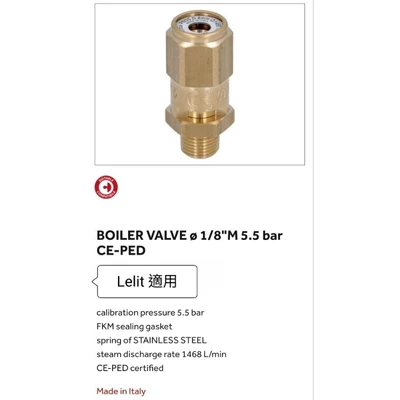 BOILER VALVE ø 1/8"M 5.5 bar
CE-PED
Lelit 適用
calibration pressure 5.5 bar
FKM sealing gasket
spring of STAINLESS STEEL
steam discharge rate 1468 L/min
CE-PED certified
Made in Italy